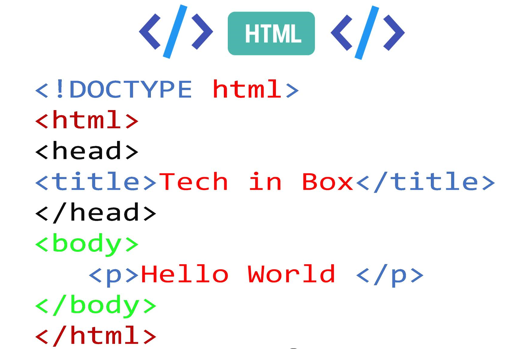 </> HTML </>
<!DOCTYPE html>
<html>
<head>
<title>Tech in Box</title>
</head>
<body>
<p>Hello World </p>
</body>
</html>